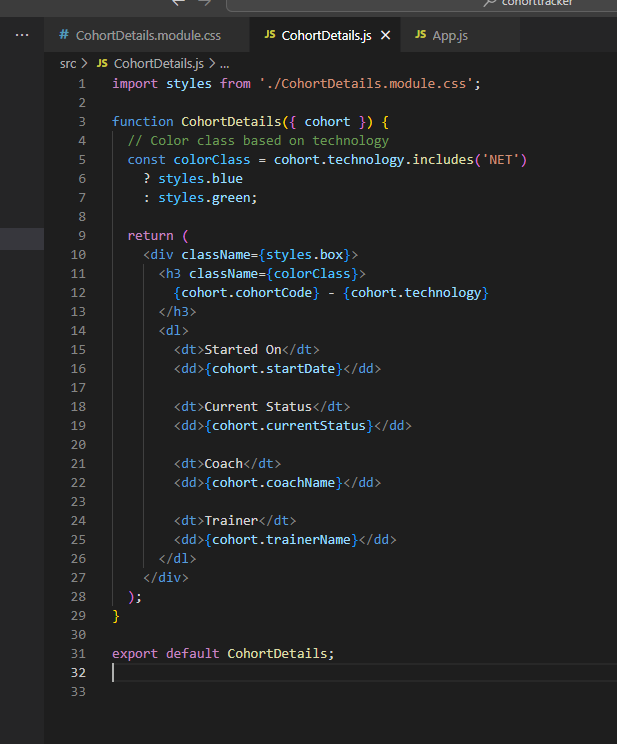 cohorttracker
... # CohortDetails.module.css JS CohortDetails.js × JS App.js
src > JS CohortDetails.js > ...
1 import styles from './CohortDetails.module.css';
2
3 function CohortDetails({ cohort }) {
4 // Color class based on technology
5 const colorClass = cohort.technology.includes('NET')
6 ? styles.blue
7 : styles.green;
8
9 return (
10 <div className={styles.box}>
11 <h3 className={colorClass}>
12 {cohort.cohortCode} - {cohort.technology}
13 </h3>
14 <dl>
15 <dt>Started On</dt>
16 <dd>{cohort.startDate}</dd>
17
18 <dt>Current Status</dt>
19 <dd>{cohort.currentStatus}</dd>
20
21 <dt>Coach</dt>
22 <dd>{cohort.coachName}</dd>
23
24 <dt>Trainer</dt>
25 <dd>{cohort.trainerName}</dd>
26 </dl>
27 </div>
28 );
29 }
30
31 export default CohortDetails;
32
33